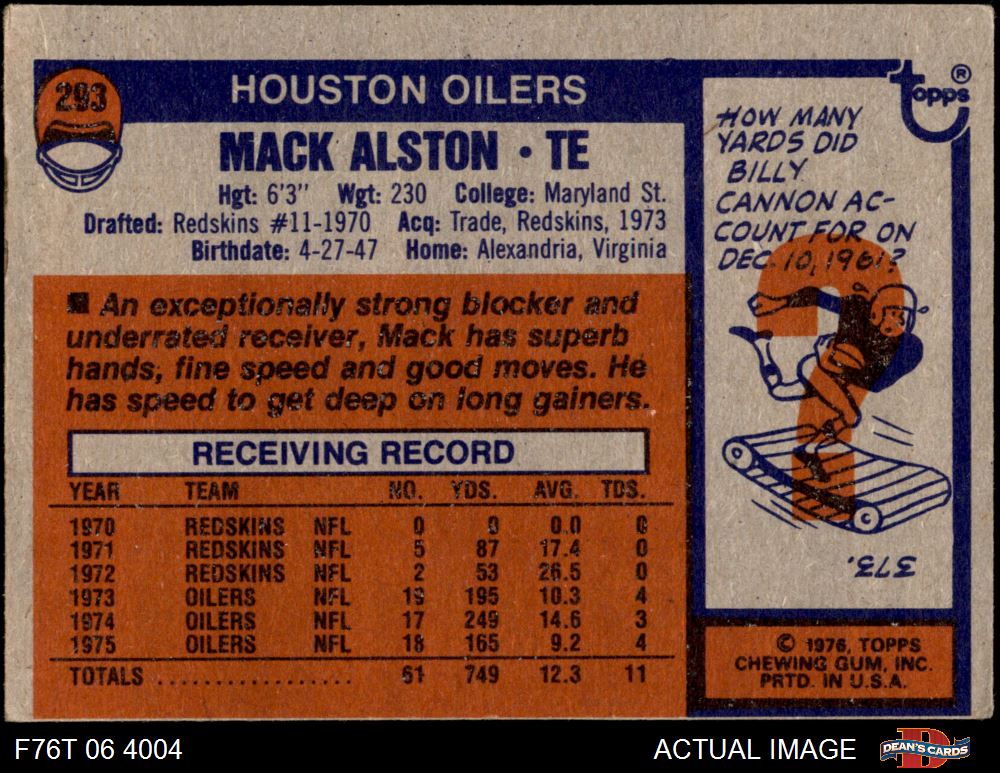 293
HOUSTON OILERS
MACK ALSTON • TE
Hgt: 6'3" Wgt: 230 College: Maryland St.
Drafted: Redskins #11-1970 Acq: Trade, Redskins, 1973
Birthdate: 4-27-47 Home: Alexandria, Virginia
■ An exceptionally strong blocker and
underrated receiver, Mack has superb
hands, fine speed and good moves. He
has speed to get deep on long gainers.
RECEIVING RECORD
YEAR TEAM NO. YDS. AVG. TDS.
1970 REDSKINS NFL 0 0 0.0 0
1971 REDSKINS NFL 5 87 17.4 0
1972 REDSKINS NFL 2 53 26.5 0
1973 OILERS NFL 19 195 10.3 4
1974 OILERS NFL 17 249 14.6 3
1975 OILERS NFL 18 165 9.2 4
TOTALS .................. 61 749 12.3 11
topps ®
HOW MANY
YARDS DID
BILLY
CANNON AC-
COUNT FOR ON
DEC. 10, 1961?
?
373.
© 1976, TOPPS
CHEWING GUM, INC.
PRTD. IN U.S.A.
F76T 06 4004
ACTUAL IMAGE
D
DEAN'S CARDS